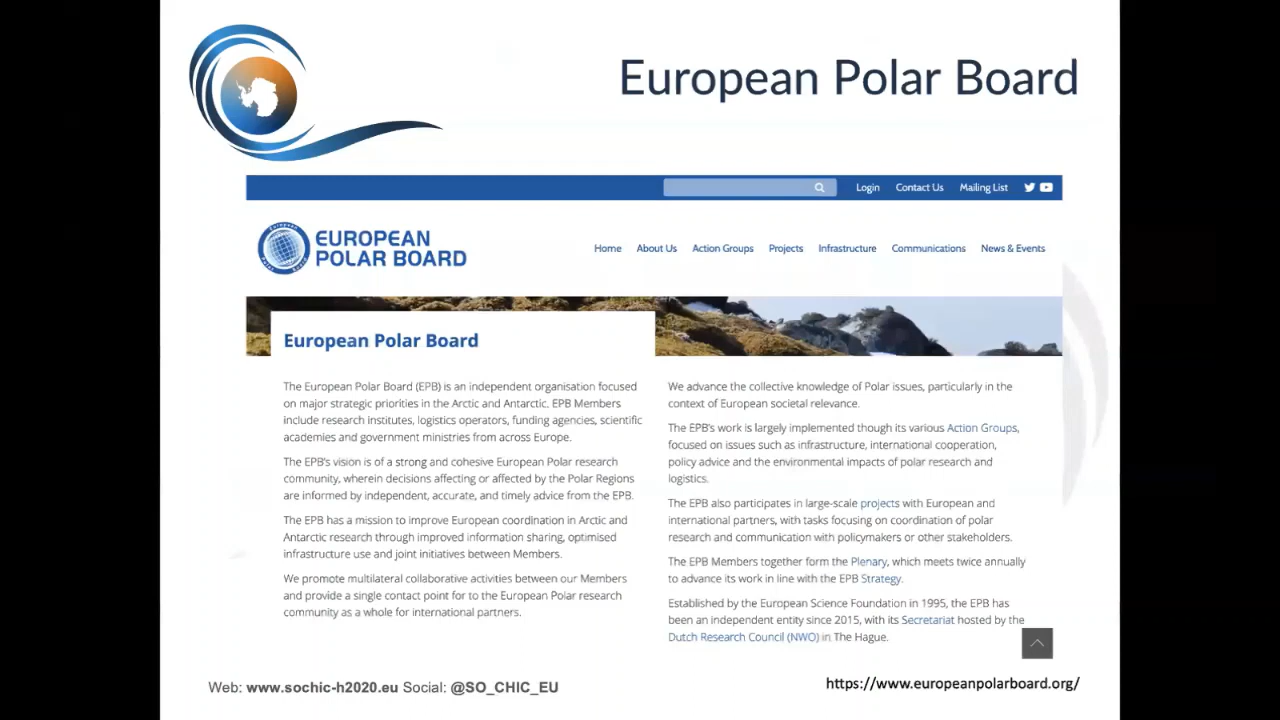 European Polar Board
Login Contact Us Mailing List
EUROPEAN
POLAR BOARD
Home About Us Action Groups Projects Infrastructure Communications News & Events
European Polar Board
The European Polar Board (EPB) is an independent organisation focused
on major strategic priorities in the Arctic and Antarctic. EPB Members
include research institutes, logistics operators, funding agencies, scientific
academies and government ministries from across Europe.
The EPB's vision is of a strong and cohesive European Polar research
community, wherein decisions affecting or affected by the Polar Regions
are informed by independent, accurate, and timely advice from the EPB.
The EPB has a mission to improve European coordination in Arctic and
Antarctic research through improved information sharing, optimised
infrastructure use and joint initiatives between Members.
We promote multilateral collaborative activities between our Members
and provide a single contact point for to the European Polar research
community as a whole for international partners.
We advance the collective knowledge of Polar issues, particularly in the
context of European societal relevance.
The EPB's work is largely implemented though its various Action Groups,
focused on issues such as infrastructure, international cooperation,
policy advice and the environmental impacts of polar research and
logistics.
The EPB also participates in large-scale projects with European and
international partners, with tasks focusing on coordination of polar
research and communication with policymakers or other stakeholders.
The EPB Members together form the Plenary, which meets twice annually
to advance its work in line with the EPB Strategy.
Established by the European Science Foundation in 1995, the EPB has
been an independent entity since 2015, with its Secretariat hosted by the
Dutch Research Council (NWO) in The Hague.
Web: www.sochic-h2020.eu Social: @SO_CHIC_EU
https://www.europeanpolarboard.org/